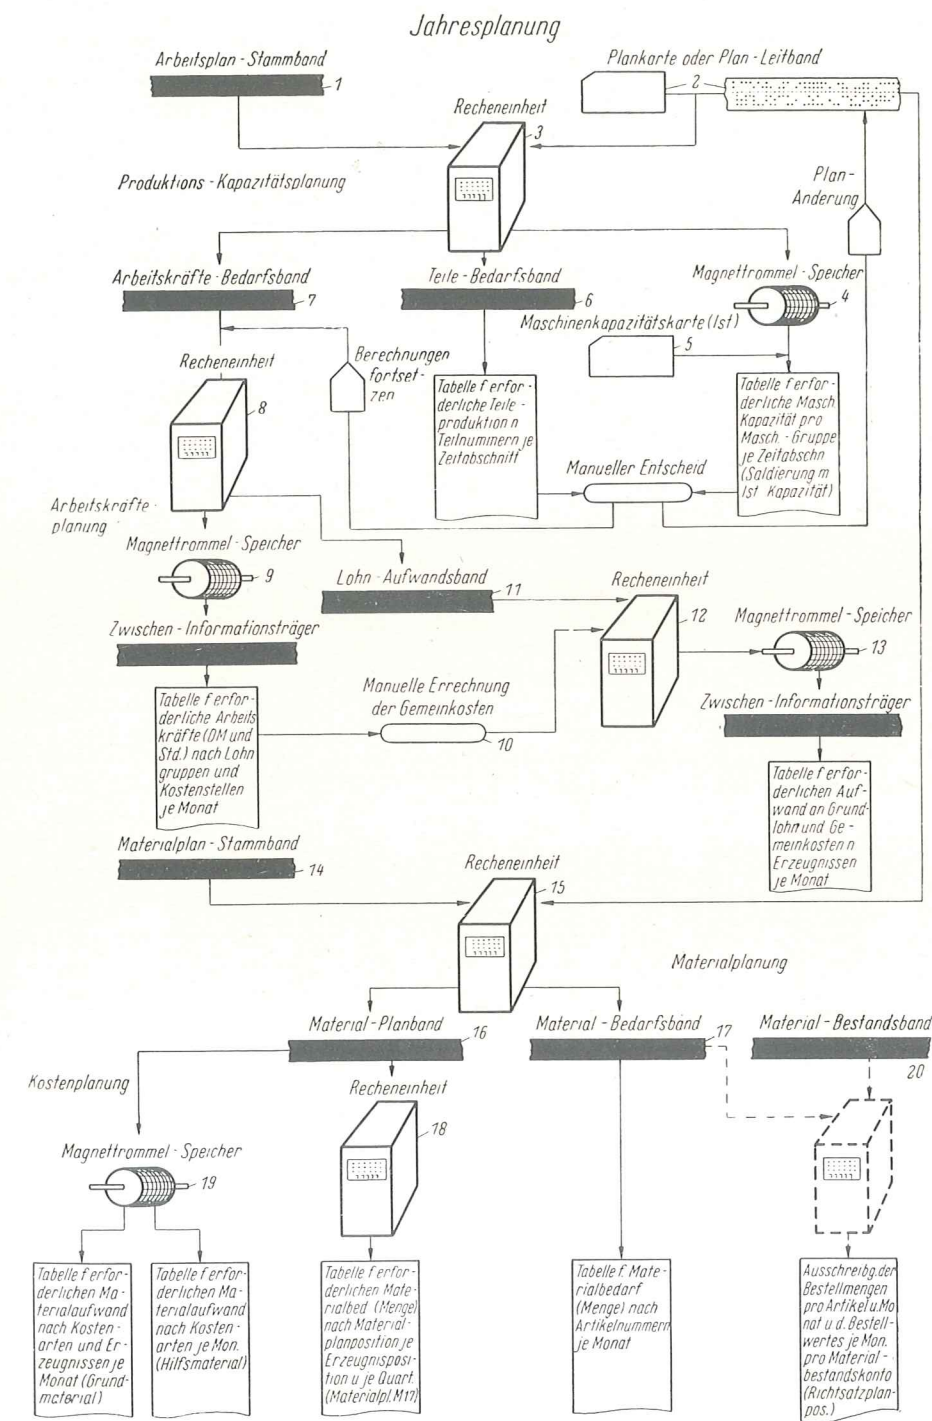 Jahresplanung
Arbeitsplan - Stammband
1
Plankarte oder Plan - Leitband
2
Recheneinheit
3
Produktions - Kapazitätsplanung
Plan-
Änderung
Arbeitskräfte - Bedarfsband
7
Teile - Bedarfsband
6
Magnettrommel - Speicher
4
Maschinenkapazitätskarte (Ist)
5
Recheneinheit
8
Berechnungen
fortset-
zen
Tabelle f erfor-
derliche Teile -
produktion n
Teilnummern je
Zeitabschnitt
Tabelle f erfor-
derliche Masch.
Kapazität pro
Masch. - Gruppe
je Zeitabschn
(Saldierung m
Ist Kapazität)
Manueller Entscheid
Arbeitskräfte -
planung
Magnettrommel - Speicher
9
Lohn - Aufwandsband
11
Recheneinheit
12
Magnettrommel - Speicher
13
Zwischen - Informationsträger
Zwischen - Informationsträger
Tabelle f erfor-
derliche Arbeits
kräfte (DM und
Std.) nach Lohn
gruppen und
Kostenstellen
je Monat
Manuelle Errechnung
der Gemeinkosten
10
Tabelle f erfor-
derlichen Auf-
wand an Grund-
lohn und Ge -
meinkosten n
Erzeugnissen
je Monat
Materialplan - Stammband
14
Recheneinheit
15
Materialplanung
Material - Planband
16
Material - Bedarfsband
17
Material - Bestandsband
20
Kostenplanung
Recheneinheit
18
Magnettrommel - Speicher
19
Tabelle f erfor-
derlichen Ma -
terialaufwand
nach Kosten -
arten und Er-
zeugnissen je
Monat (Grund-
material)
Tabelle f erfor-
derlichen Ma -
terialaufwand
nach Kosten -
arten je Mon.
(Hilfsmaterial)
Tabelle f erfor-
derlichen Mate-
rialbed (Menge)
nach Material-
planposition je
Erzeugnisposi-
tion u je Quart.
(Materialpl. M17)
Tabelle f. Mate-
rialbedarf
(Menge) nach
Artikelnummern
je Monat
Ausschreibg. der
Bestellmengen
pro Artikel u. Mo
nat u d. Bestell-
wertes je Mon.
pro Material -
bestandskonto
(Richtsatzplan-
pos.)